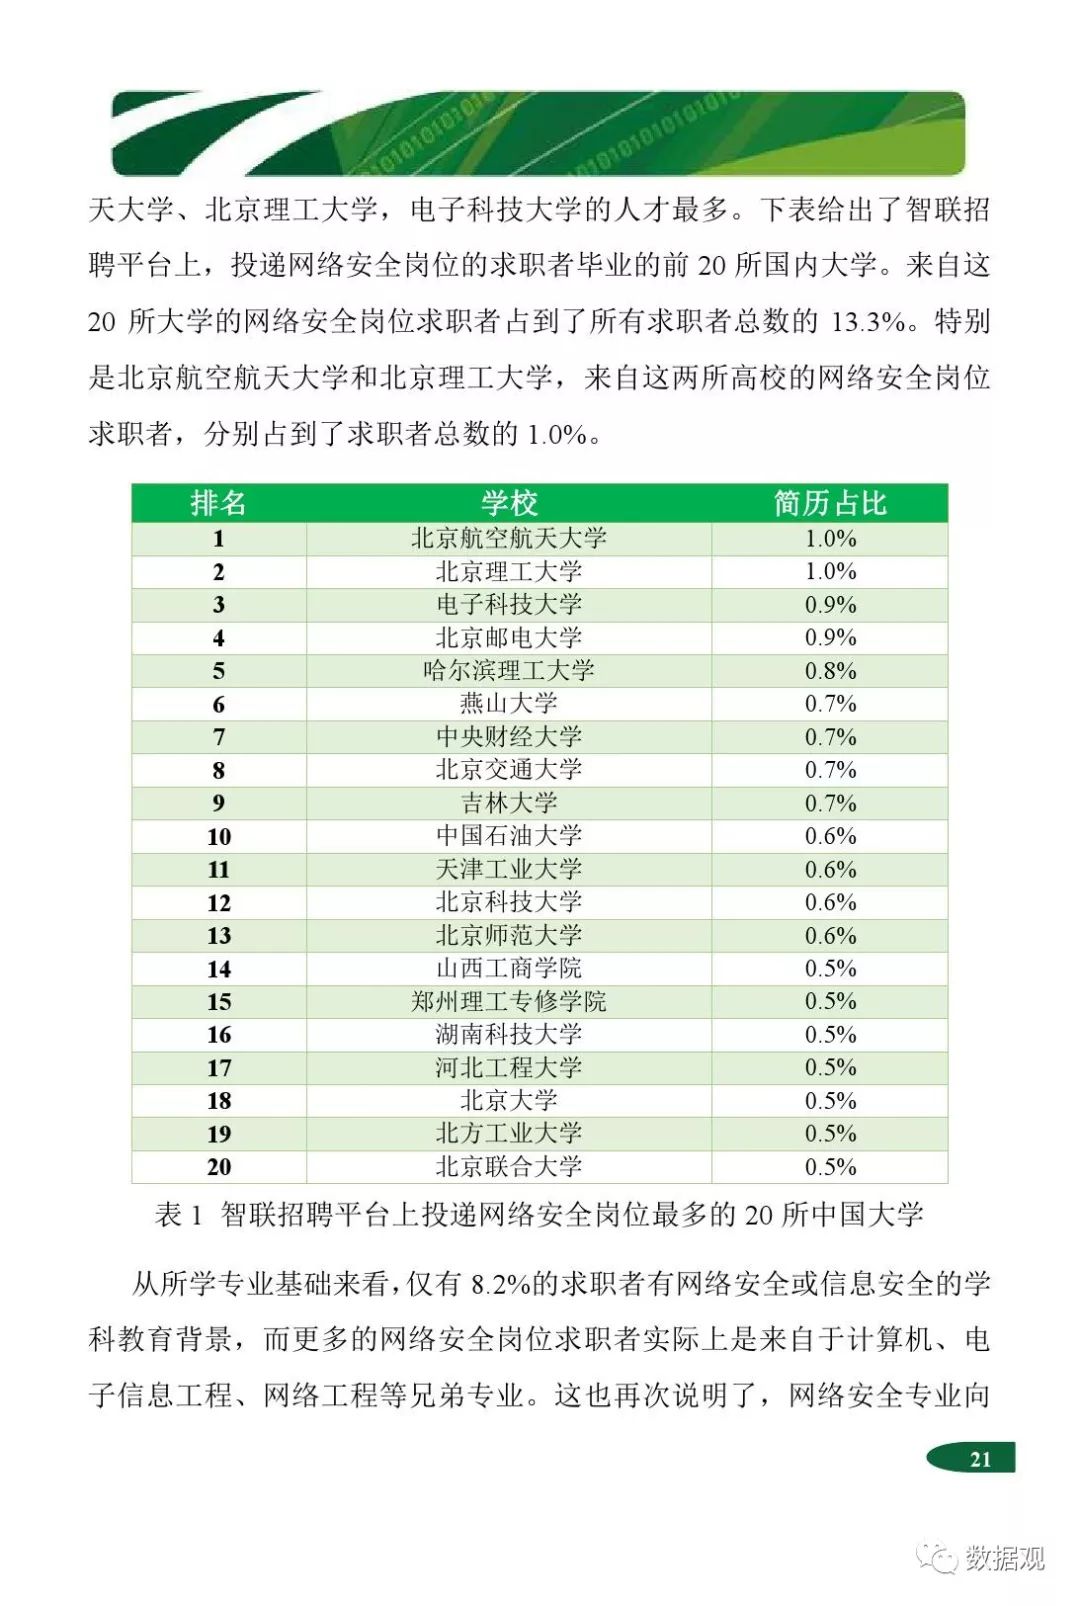 天大学、北京理工大学，电子科技大学的人才最多。下表给出了智联招
聘平台上，投递网络安全岗位的求职者毕业的前 20 所国内大学。来自这
20 所大学的网络安全岗位求职者占到了所有求职者总数的 13.3%。特别
是北京航空航天大学和北京理工大学，来自这两所高校的网络安全岗位
求职者，分别占到了求职者总数的 1.0%。
排名 学校 简历占比
1 北京航空航天大学 1.0%
2 北京理工大学 1.0%
3 电子科技大学 0.9%
4 北京邮电大学 0.9%
5 哈尔滨理工大学 0.8%
6 燕山大学 0.7%
7 中央财经大学 0.7%
8 北京交通大学 0.7%
9 吉林大学 0.7%
10 中国石油大学 0.6%
11 天津工业大学 0.6%
12 北京科技大学 0.6%
13 北京师范大学 0.6%
14 山西工商学院 0.5%
15 郑州理工专修学院 0.5%
16 湖南科技大学 0.5%
17 河北工程大学 0.5%
18 北京大学 0.5%
19 北方工业大学 0.5%
20 北京联合大学 0.5%
表 1 智联招聘平台上投递网络安全岗位最多的 20 所中国大学
从所学专业基础来看，仅有 8.2%的求职者有网络安全或信息安全的学
科教育背景，而更多的网络安全岗位求职者实际上是来自于计算机、电
子信息工程、网络工程等兄弟专业。这也再次说明了，网络安全专业向
21
数据观